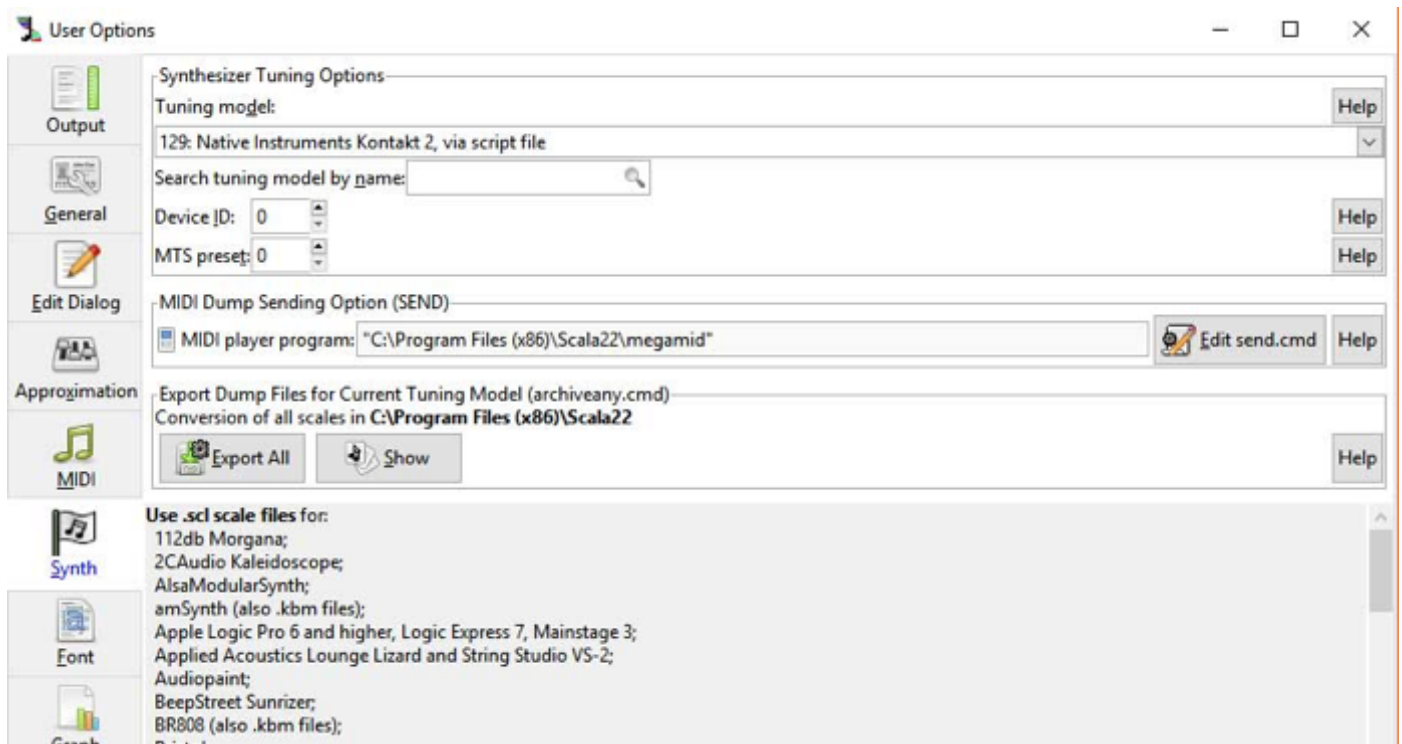 User Options
Output
General
Edit Dialog
Approximation
MIDI
Synth
Font
Graph
Synthesizer Tuning Options
Tuning model:
Help
129: Native Instruments Kontakt 2, via script file
Search tuning model by name:
Device ID: 0
Help
MTS preset: 0
Help
MIDI Dump Sending Option (SEND)
MIDI player program: "C:\Program Files (x86)\Scala22\megamid"
Edit send.cmd
Help
Export Dump Files for Current Tuning Model (archiveany.cmd)
Conversion of all scales in C:\Program Files (x86)\Scala22
Export All
Show
Help
Use .scl scale files for:
112db Morgana;
2CAudio Kaleidoscope;
AlsaModularSynth;
amSynth (also .kbm files);
Apple Logic Pro 6 and higher, Logic Express 7, Mainstage 3;
Applied Acoustics Lounge Lizard and String Studio VS-2;
Audiopaint;
BeepStreet Sunrizer;
BR808 (also .kbm files);